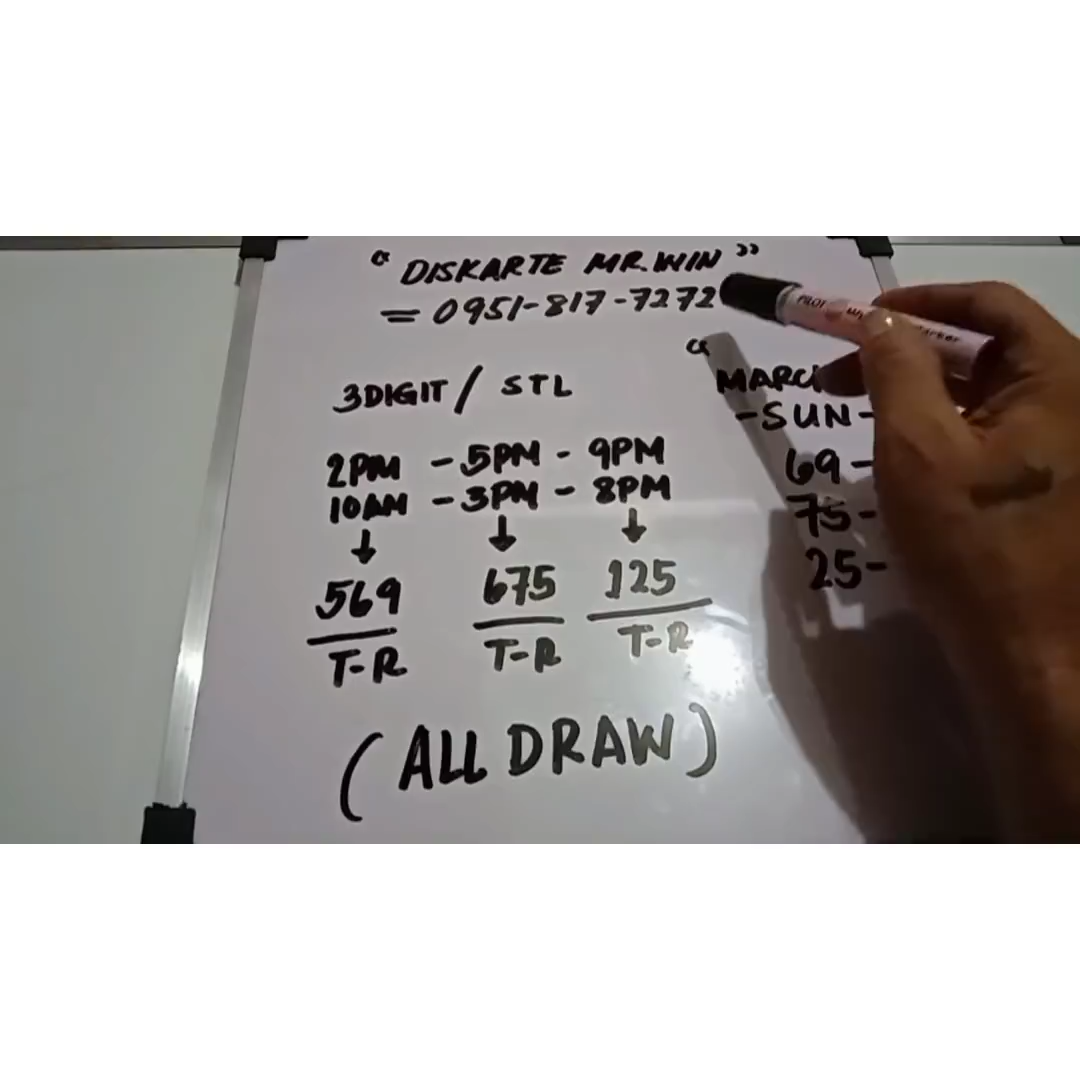 “ DISKARTE MR. WIN ”
= 0951-817-7272
3DIGIT / STL
2PM - 5PM - 9PM
10AM - 3PM - 8PM
569 675 125
T-R T-R T-R
( ALL DRAW )
“
-SUN-
69-
75-
25-
PILOT